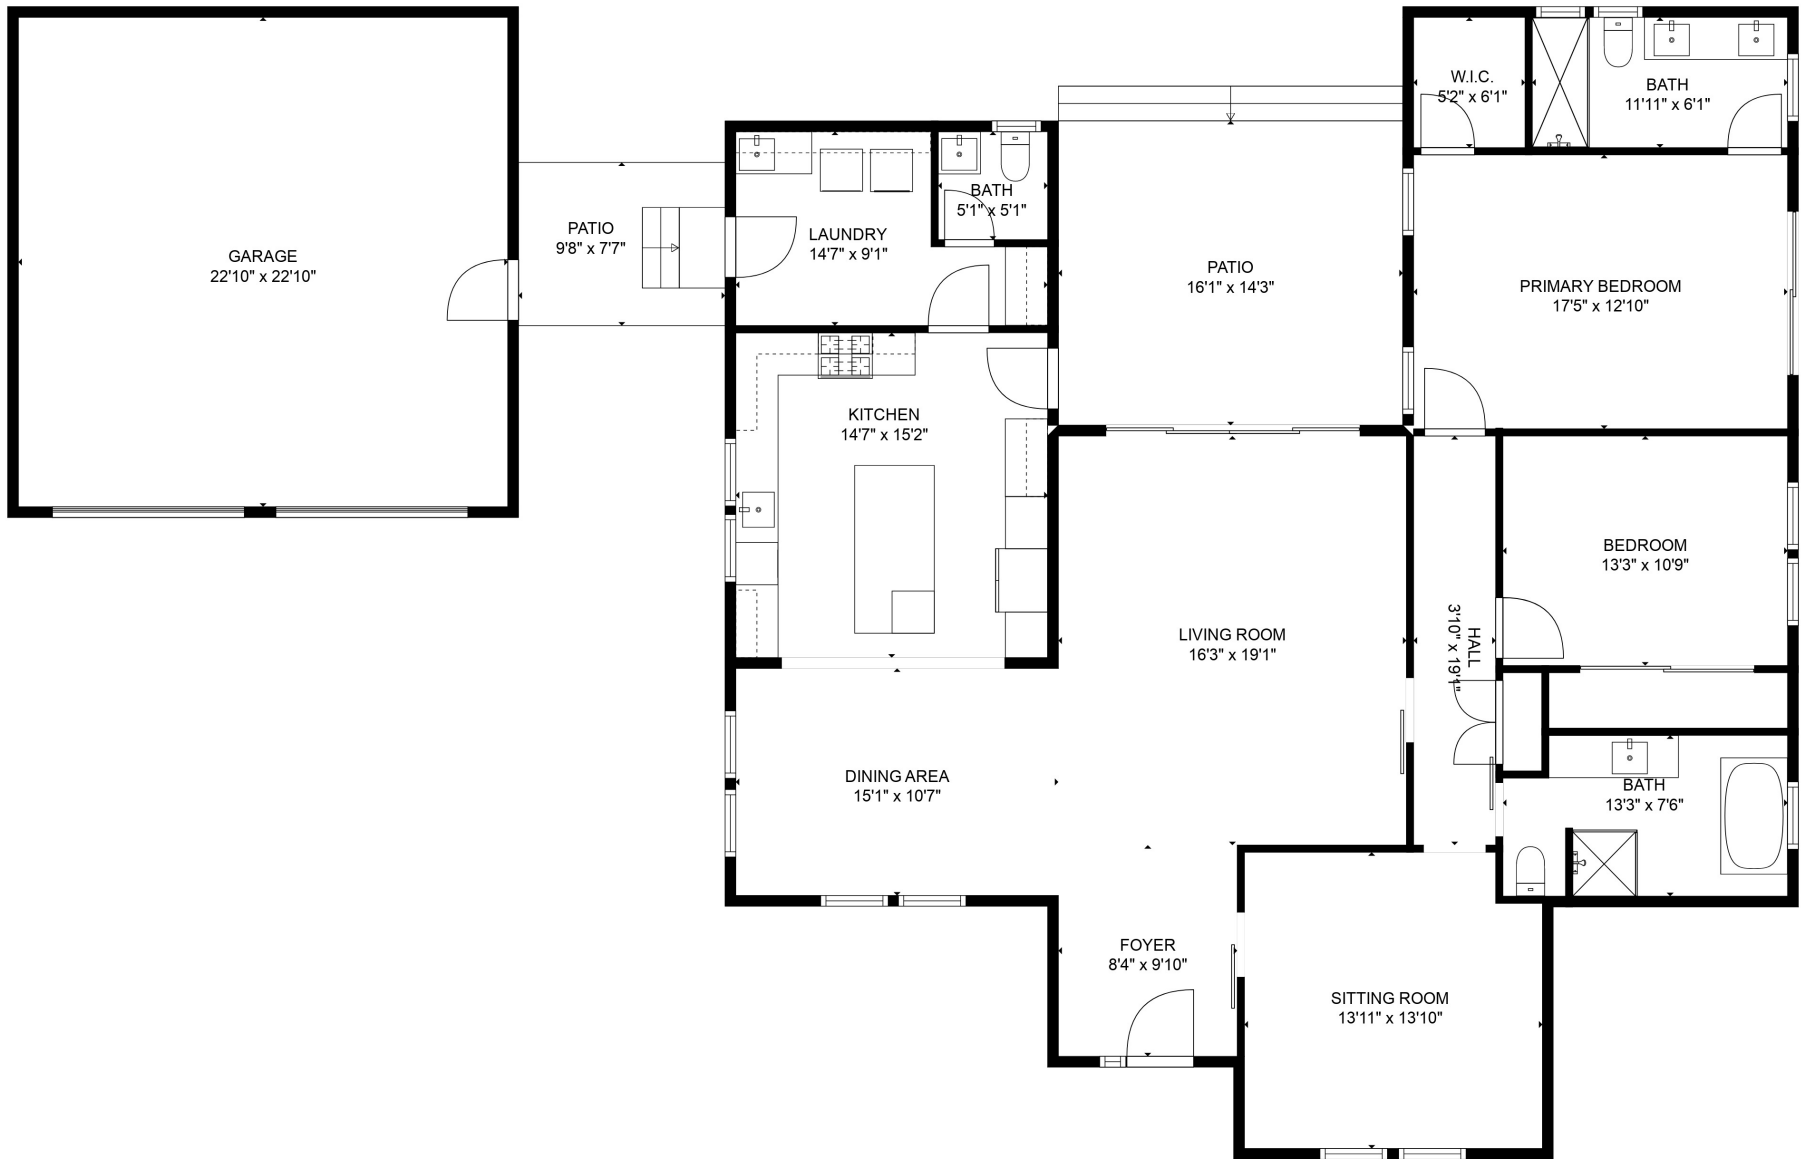 W.I.C.
5'2" x 6'1"
BATH
11'11" x 6'1"
BATH
5'1" x 5'1"
PATIO
9'8" x 7'7"
LAUNDRY
14'7" x 9'1"
GARAGE
22'10" x 22'10"
PATIO
16'1" x 14'3"
PRIMARY BEDROOM
17'5" x 12'10"
KITCHEN
14'7" x 15'2"
BEDROOM
13'3" x 10'9"
LIVING ROOM
16'3" x 19'1"
HALL
3'10" x 19'1"
DINING AREA
15'1" x 10'7"
BATH
13'3" x 7'6"
FOYER
8'4" x 9'10"
SITTING ROOM
13'11" x 13'10"